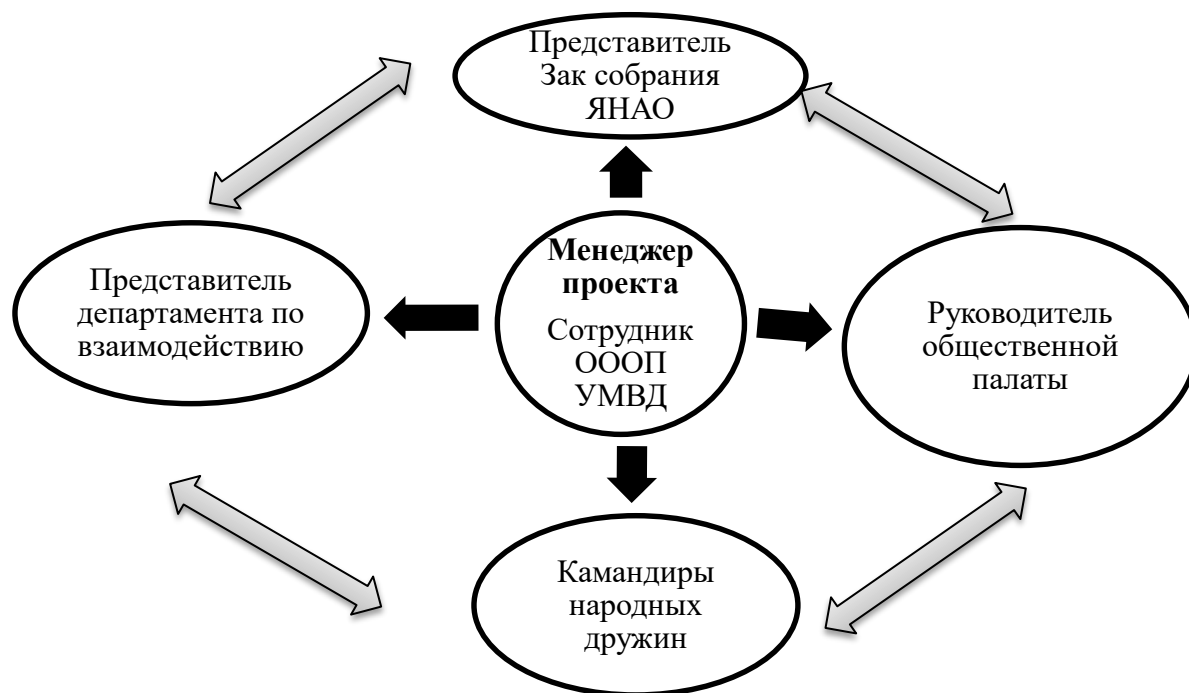 Представитель
Зак собрания
ЯНАО
Представитель
департамента по
взаимодействию
Менеджер
проекта
Сотрудник
ОООП
УМВД
Руководитель
общественной
палаты
Камандиры
народных
дружин